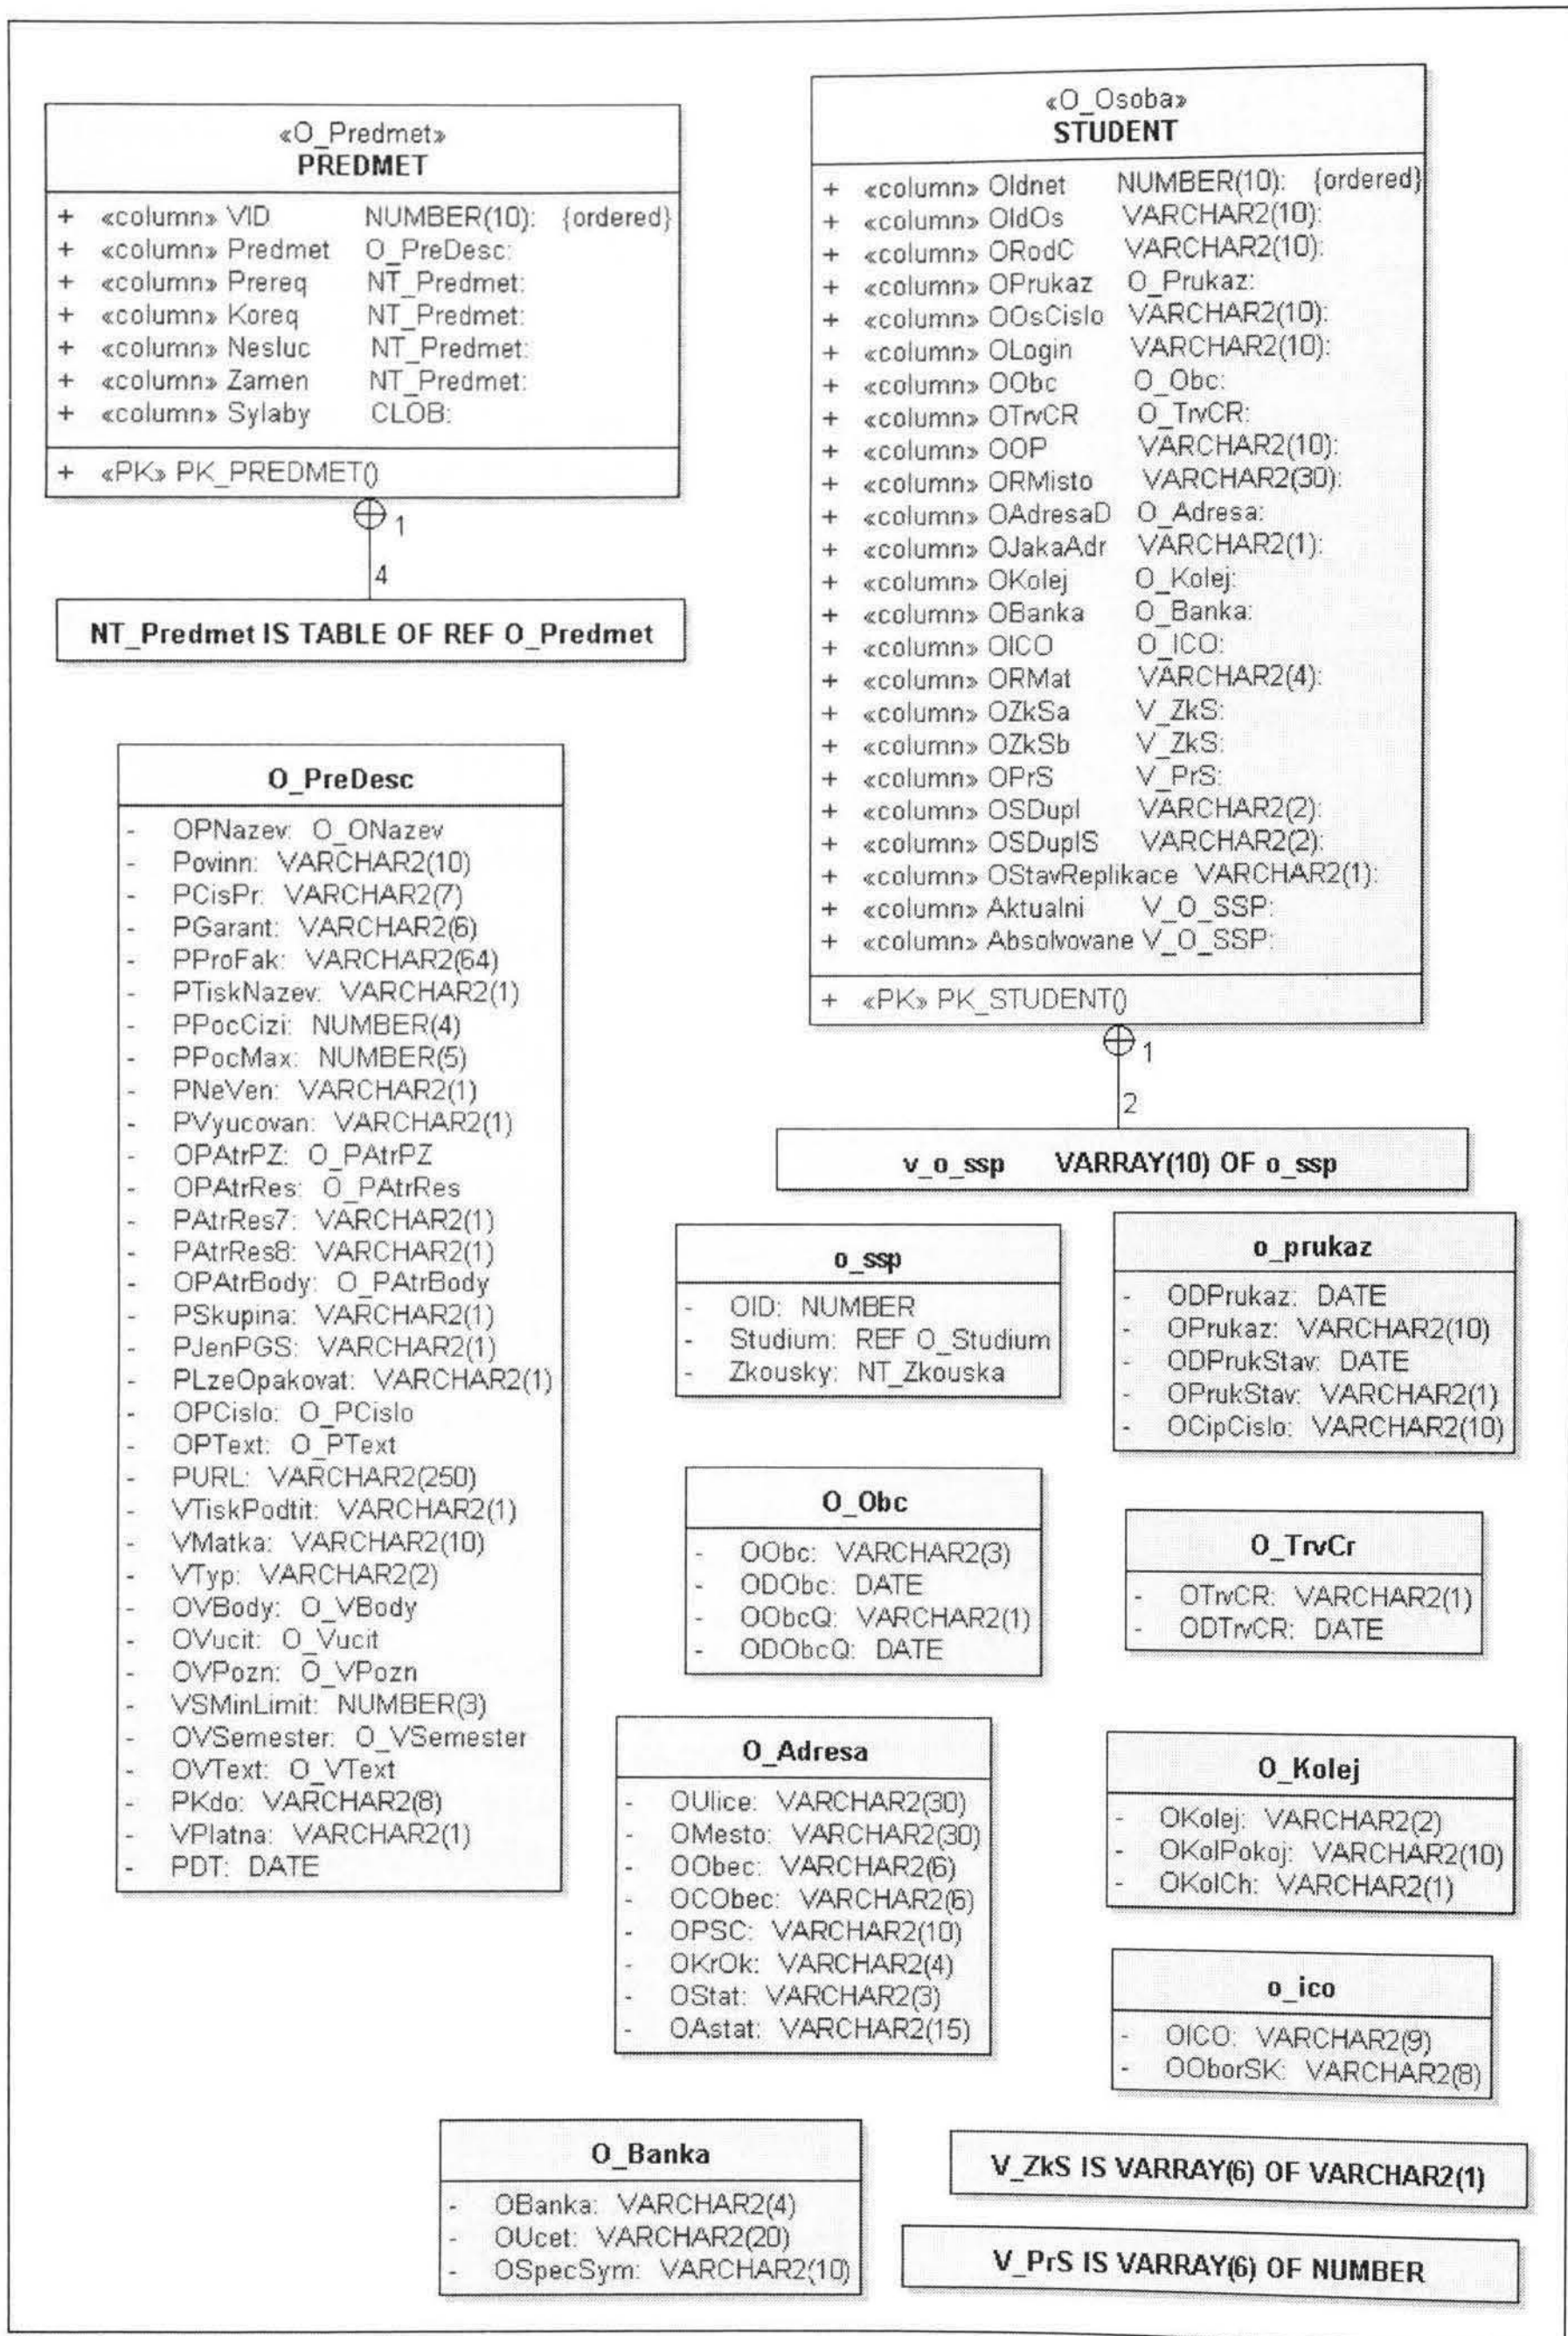 «O_Predmet»
PREDMET
+ «column» VID NUMBER(10): {ordered}
+ «column» Predmet O_PreDesc:
+ «column» Prereq NT_Predmet:
+ «column» Koreq NT_Predmet:
+ «column» Nesluc NT_Predmet:
+ «column» Zamen NT_Predmet:
+ «column» Sylaby CLOB:
+ «PK» PK_PREDMET()
1
4
NT_Predmet IS TABLE OF REF O_Predmet
«O_Osoba»
STUDENT
+ «column» OIdnet NUMBER(10): {ordered}
+ «column» OIdOs VARCHAR2(10):
+ «column» ORodC VARCHAR2(10):
+ «column» OPrukaz O_Prukaz:
+ «column» OOsCislo VARCHAR2(10):
+ «column» OLogin VARCHAR2(10):
+ «column» OObc O_Obc:
+ «column» OTrvCR O_TrvCR:
+ «column» OOP VARCHAR2(10):
+ «column» ORMisto VARCHAR2(30):
+ «column» OAdresaD O_Adresa:
+ «column» OJakaAdr VARCHAR2(1):
+ «column» OKolej O_Kolej:
+ «column» OBanka O_Banka:
+ «column» OICO O_ICO:
+ «column» ORMat VARCHAR2(4):
+ «column» OZkSa V_ZkS:
+ «column» OZkSb V_ZkS:
+ «column» OPrS V_PrS:
+ «column» OSDupl VARCHAR2(2):
+ «column» OSDuplS VARCHAR2(2):
+ «column» OStavReplikace VARCHAR2(1):
+ «column» Aktualni V_O_SSP:
+ «column» Absolvovane V_O_SSP:
+ «PK» PK_STUDENT()
1
2
v_o_ssp VARRAY(10) OF o_ssp
O_PreDesc
- OPNazev: O_ONazev
- Povinn: VARCHAR2(10)
- PCisPr: VARCHAR2(7)
- PGarant: VARCHAR2(6)
- PProFak: VARCHAR2(64)
- PTiskNazev: VARCHAR2(1)
- PPocCizi: NUMBER(4)
- PPocMax: NUMBER(5)
- PNeVen: VARCHAR2(1)
- PVyucovan: VARCHAR2(1)
- OPAtrPZ: O_PAtrPZ
- OPAtrRes: O_PAtrRes
- PAtrRes7: VARCHAR2(1)
- PAtrRes8: VARCHAR2(1)
- OPAtrBody: O_PAtrBody
- PSkupina: VARCHAR2(1)
- PJenPGS: VARCHAR2(1)
- PLzeOpakovat: VARCHAR2(1)
- OPCislo: O_PCislo
- OPText: O_PText
- PURL: VARCHAR2(250)
- VTiskPodtit: VARCHAR2(1)
- VMatka: VARCHAR2(10)
- VTyp: VARCHAR2(2)
- OVBody: O_VBody
- OVucit: O_Vucit
- OVPozn: O_VPozn
- VSMinLimit: NUMBER(3)
- OVSemester: O_VSemester
- OVText: O_VText
- PKdo: VARCHAR2(8)
- VPlatna: VARCHAR2(1)
- PDT: DATE
o_ssp
- OID: NUMBER
- Studium: REF O_Studium
- Zkousky: NT_Zkouska
o_prukaz
- ODPrukaz: DATE
- OPrukaz: VARCHAR2(10)
- ODPrukStav: DATE
- OPrukStav: VARCHAR2(1)
- OCipCislo: VARCHAR2(10)
O_Obc
- OObc: VARCHAR2(3)
- ODObc: DATE
- OObcQ: VARCHAR2(1)
- ODObcQ: DATE
O_TrvCr
- OTrvCR: VARCHAR2(1)
- ODTrvCR: DATE
O_Adresa
- OUlice: VARCHAR2(30)
- OMesto: VARCHAR2(30)
- OObec: VARCHAR2(6)
- OCObec: VARCHAR2(6)
- OPSC: VARCHAR2(10)
- OKrOk: VARCHAR2(4)
- OStat: VARCHAR2(3)
- OAstat: VARCHAR2(15)
O_Kolej
- OKolej: VARCHAR2(2)
- OKolPokoj: VARCHAR2(10)
- OKolCh: VARCHAR2(1)
o_ico
- OICO: VARCHAR2(9)
- OOborSK: VARCHAR2(8)
O_Banka
- OBanka: VARCHAR2(4)
- OUcet: VARCHAR2(20)
- OSpecSym: VARCHAR2(10)
V_ZkS IS VARRAY(6) OF VARCHAR2(1)
V_PrS IS VARRAY(6) OF NUMBER